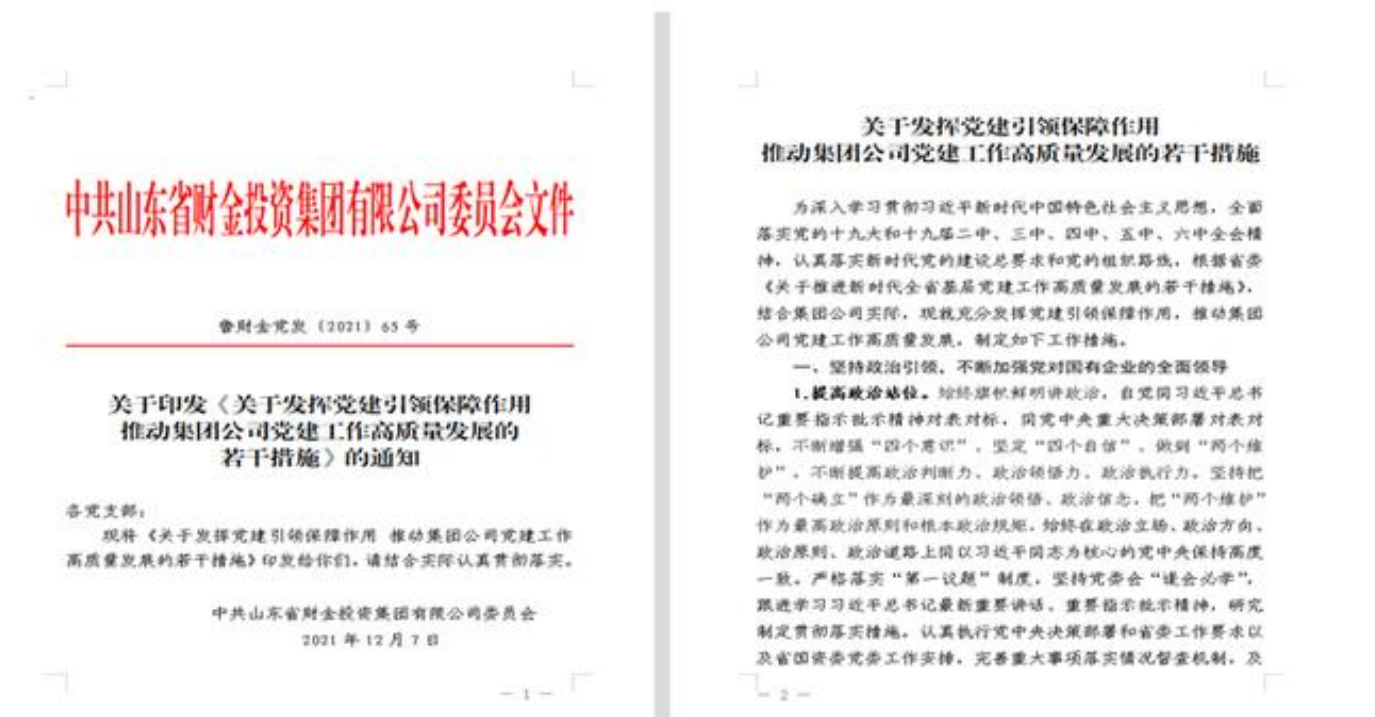 中共山东省财金投资集团有限公司委员会文件
鲁财金党发〔2021〕65号
关于印发《关于发挥党建引领保障作用
推动集团公司党建工作高质量发展的
若干措施》的通知
各党支部：
现将《关于发挥党建引领保障作用 推动集团公司党建工作
高质量发展的若干措施》印发给你们，请结合实际认真贯彻落实。
中共山东省财金投资集团有限公司委员会
2021年12月7日
— 1 —
关于发挥党建引领保障作用
推动集团公司党建工作高质量发展的若干措施
为深入学习贯彻习近平新时代中国特色社会主义思想，全面
落实党的十九大和十九届二中、三中、四中、五中、六中全会精
神，认真落实新时代党的建设总要求和党的组织路线，根据省委
《关于推进新时代全省基层党建工作高质量发展的若干措施》，
结合集团公司实际，现就充分发挥党建引领保障作用，推动集团
公司党建工作高质量发展，制定如下工作措施。
一、坚持政治引领，不断加强党对国有企业的全面领导
1.提高政治站位。始终旗帜鲜明讲政治，自觉同习近平总书
记重要指示批示精神对表对标，同党中央重大决策部署对表对
标，不断增强“四个意识”、坚定“四个自信”、做到“两个维
护”，不断提高政治判断力、政治领悟力、政治执行力。坚持把
“两个确立”作为最深刻的政治领悟、政治信念，把“两个维护”
作为最高政治原则和根本政治规矩，始终在政治立场、政治方向、
政治原则、政治道路上同以习近平同志为核心的党中央保持高度
一致。严格落实“第一议题”制度，坚持党委会“逢会必学”，
跟进学习习近平总书记最新重要讲话、重要指示批示精神，研究
制定贯彻落实措施。认真执行党中央决策部署和省委工作要求以
及省国资委党委工作安排，完善重大事项落实情况督查机制，及
— 2 —